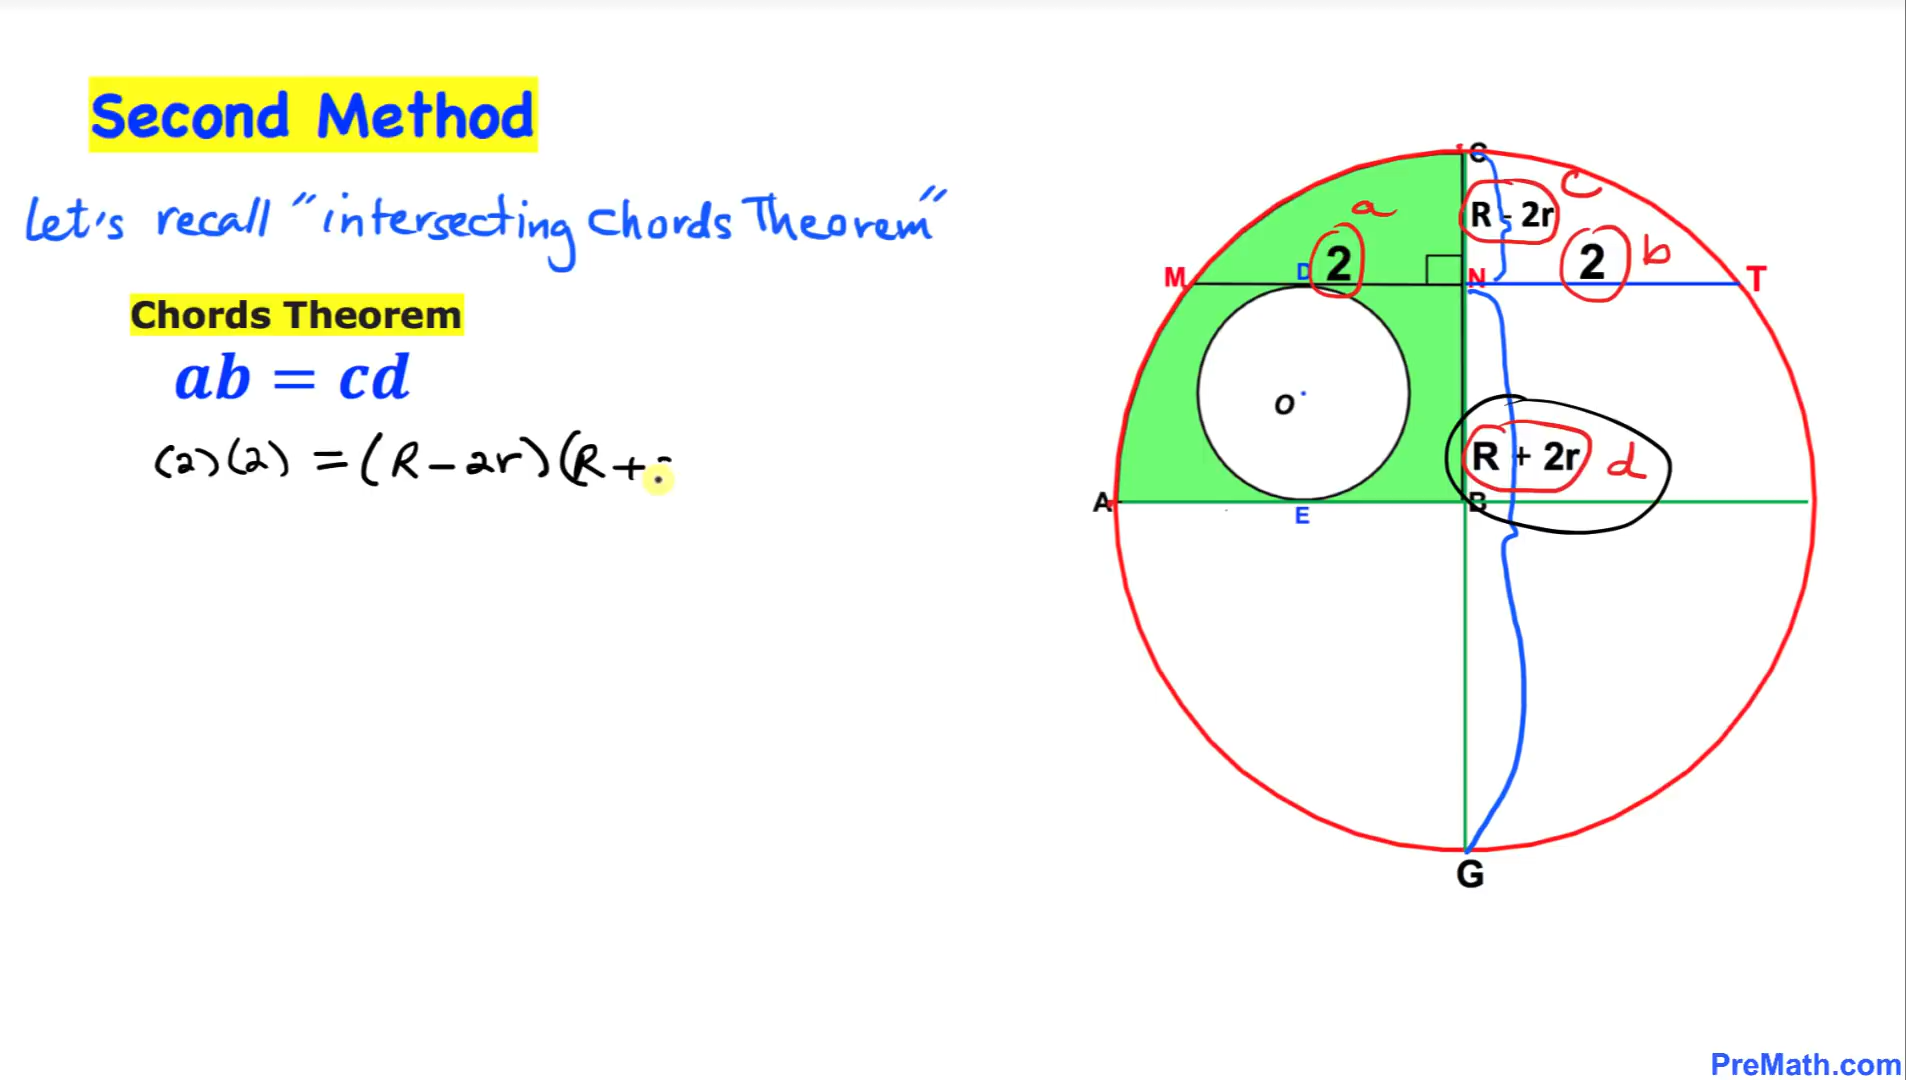 Second Method
Let's recall "intersecting Chords Theorem"
Chords Theorem
ab = cd
(2)(2) = (R - 2r)(R +
C
R - 2r
c
a
M
D
2
N
2
b
T
O
R + 2r
d
A
E
B
G
PreMath.com